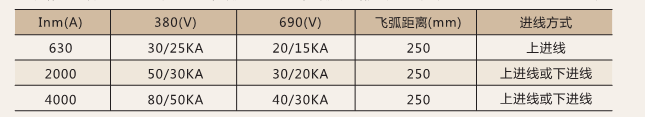 Inm(A) 380(V) 690(V) 飞弧距离(mm) 进线方式
630 30/25KA 20/15KA 250 上进线
2000 50/30KA 30/20KA 250 上进线或下进线
4000 80/50KA 40/30KA 250 上进线或下进线